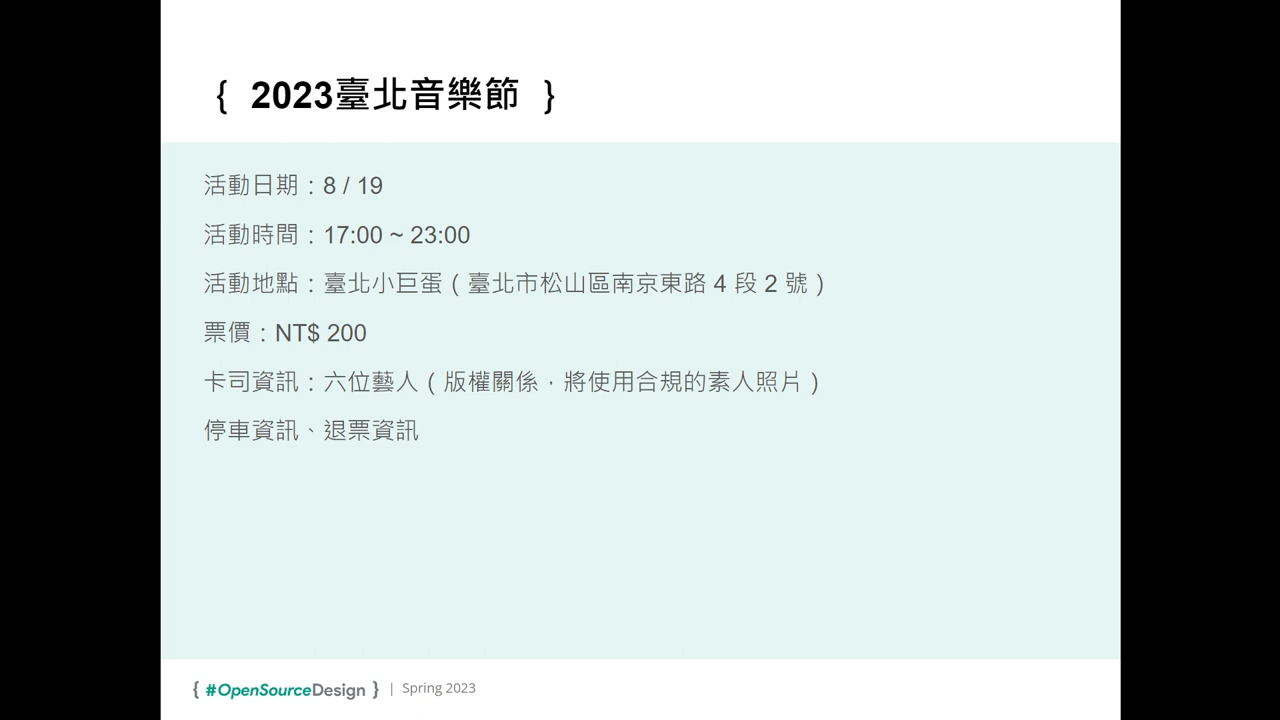 { 2023臺北音樂節 }
活動日期：8 / 19
活動時間：17:00 ~ 23:00
活動地點：臺北小巨蛋（臺北市松山區南京東路 4 段 2 號）
票價：NT$ 200
卡司資訊：六位藝人（版權關係，將使用合規的素人照片）
停車資訊、退票資訊
{ #OpenSourceDesign } | Spring 2023